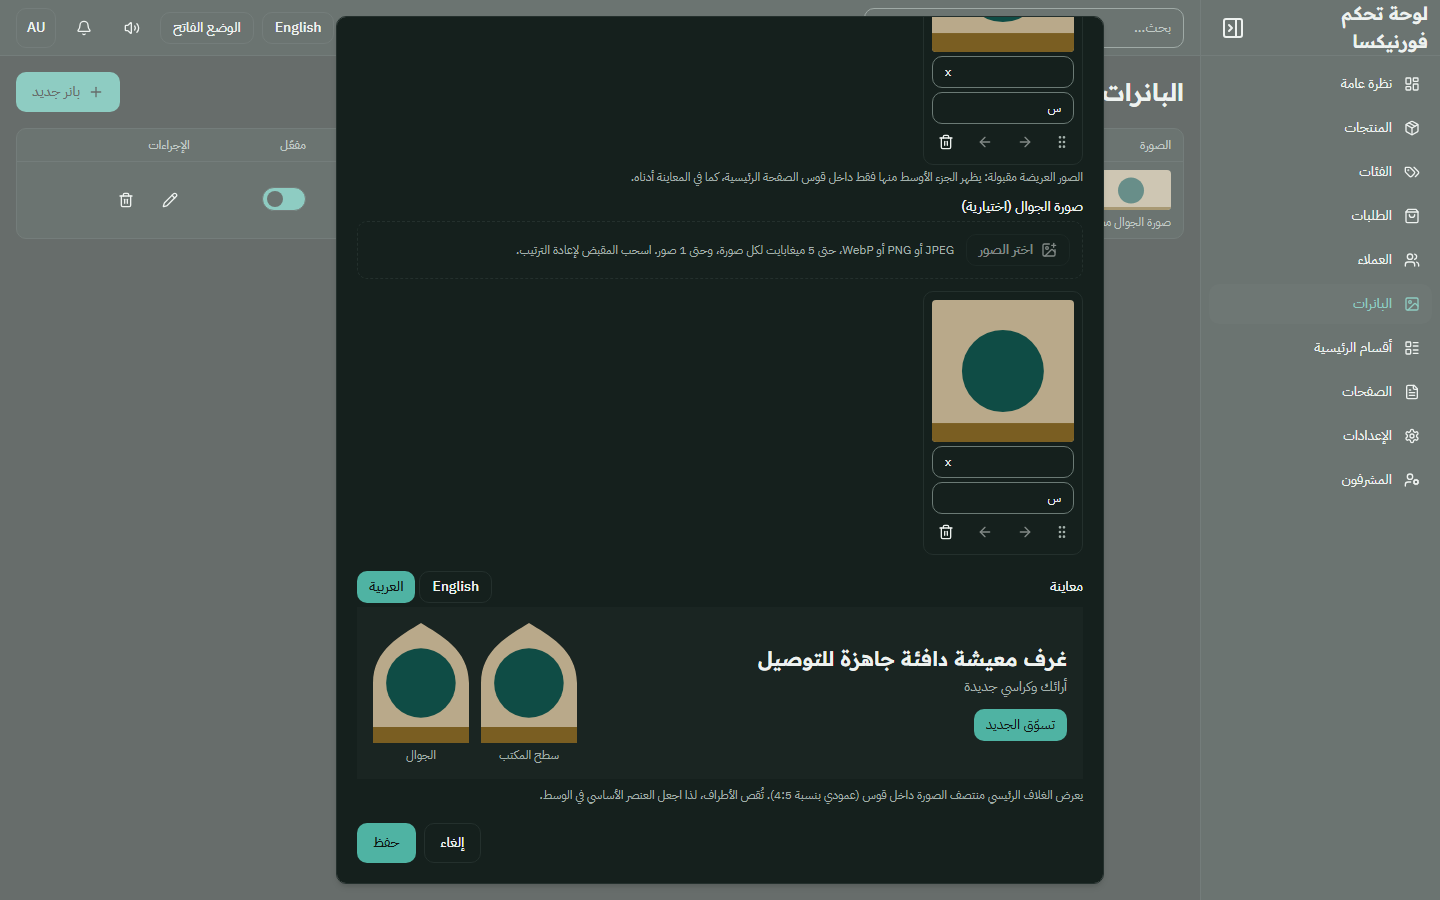 لوحة تحكم
فورنيكسا
نظرة عامة
المنتجات
الفئات
الطلبات
العملاء
البانرات
أقسام الرئيسية
الصفحات
الإعدادات
المشرفون
بحث...
English
الوضع الفاتح
AU
البانرات
بانر جديد
الصورة
مفعّل
الإجراءات
صورة الجوال
x
س
الصور العريضة مقبولة: يظهر الجزء الأوسط منها فقط داخل قوس الصفحة الرئيسية، كما في المعاينة أدناه.
صورة الجوال (اختيارية)
اختر الصور
JPEG أو PNG أو WebP، حتى 5 ميغابايت لكل صورة، وحتى 1 صور. اسحب المقبض لإعادة الترتيب.
x
س
معاينة
English
العربية
غرف معيشة دافئة جاهزة للتوصيل
أرائك وكراسي جديدة
تسوّق الجديد
سطح المكتب
الجوال
يعرض الغلاف الرئيسي منتصف الصورة داخل قوس (عمودي بنسبة 4:5). تُقص الأطراف، لذا اجعل العنصر الأساسي في الوسط.
إلغاء
حفظ